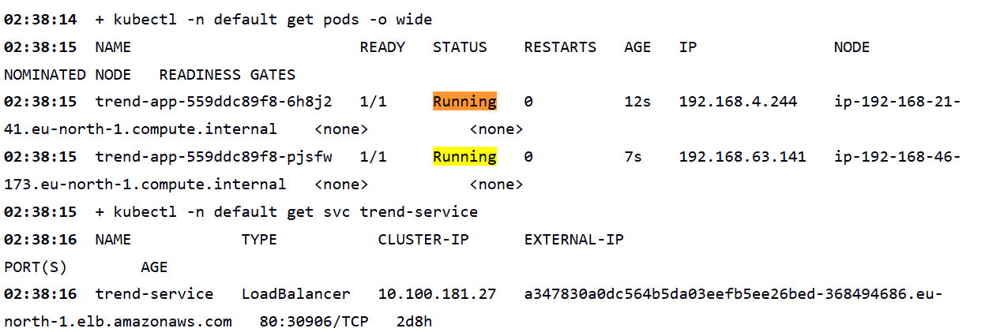 02:38:14 + kubectl -n default get pods -o wide
02:38:15 NAME READY STATUS RESTARTS AGE IP NODE
NOMINATED NODE READINESS GATES
02:38:15 trend-app-559ddc89f8-6h8j2 1/1 Running 0 12s 192.168.4.244 ip-192-168-21-
41.eu-north-1.compute.internal <none> <none>
02:38:15 trend-app-559ddc89f8-pjsfw 1/1 Running 0 7s 192.168.63.141 ip-192-168-46-
173.eu-north-1.compute.internal <none> <none>
02:38:15 + kubectl -n default get svc trend-service
02:38:16 NAME TYPE CLUSTER-IP EXTERNAL-IP
PORT(S) AGE
02:38:16 trend-service LoadBalancer 10.100.181.27 a347830a0dc564b5da03eefb5ee26bed-368494686.eu-
north-1.elb.amazonaws.com 80:30906/TCP 2d8h